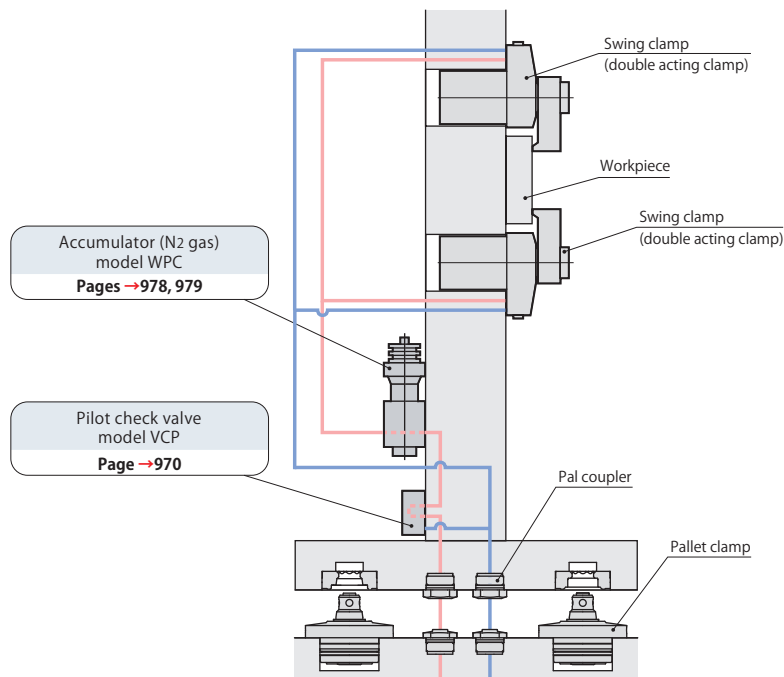 Swing clamp
(double acting clamp)
Workpiece
Swing clamp
(double acting clamp)
Accumulator (N2 gas)
model WPC
Pages →978, 979
Pilot check valve
model VCP
Page →970
Pal coupler
Pallet clamp